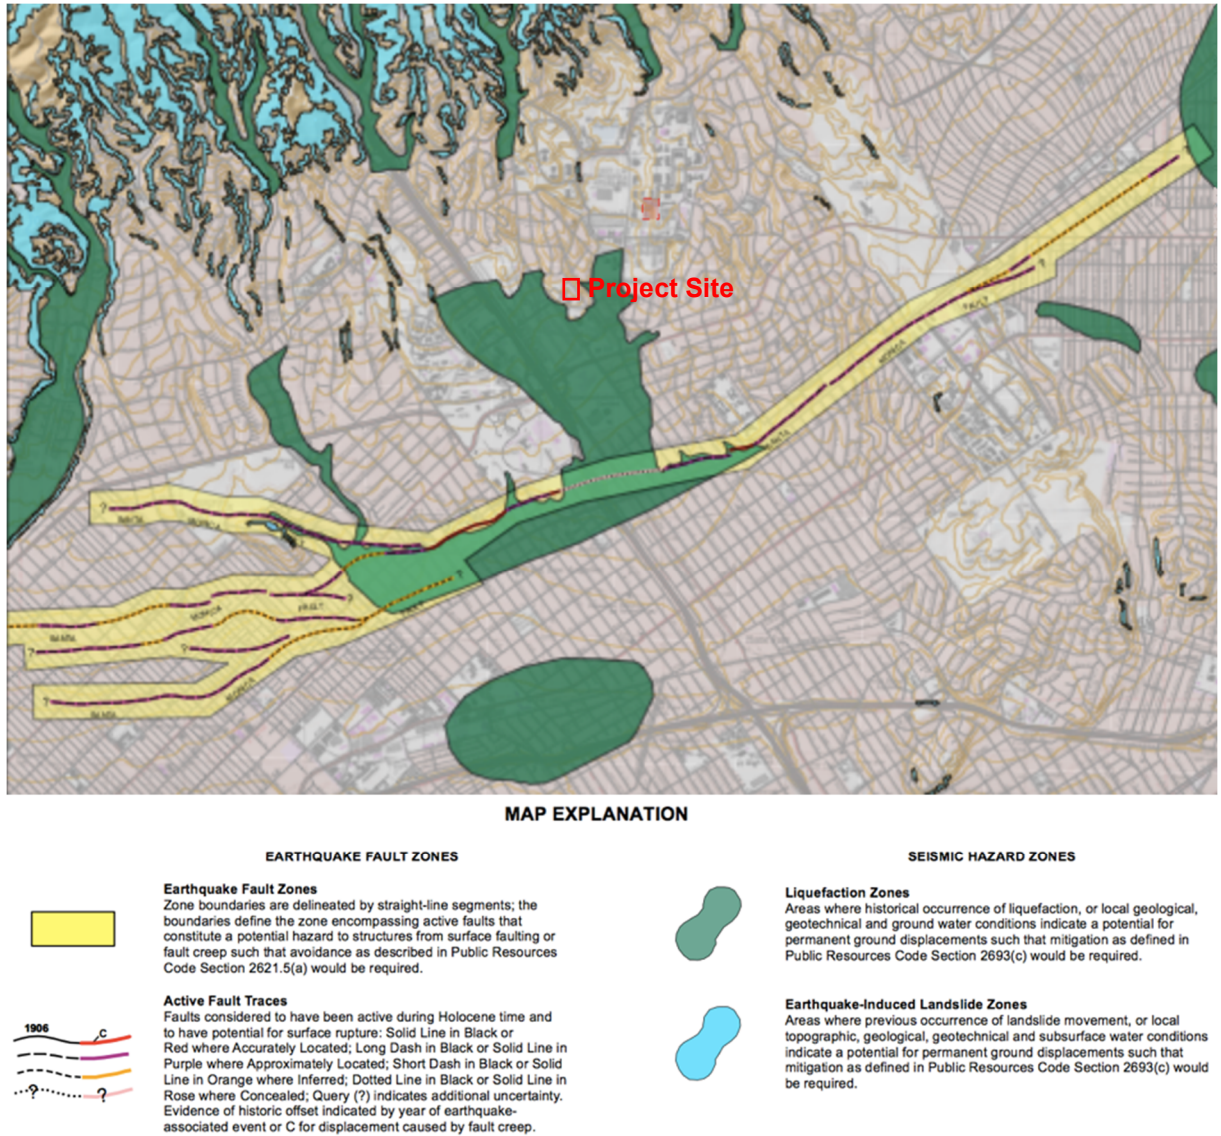 Project Site
?
?
FAULT
MONICA
SANTA
?
SANTA
MONICA
?
MONICA
FAULT
?
SANTA
?
?
MONICA
?
SANTA
MAP EXPLANATION
EARTHQUAKE FAULT ZONES
Earthquake Fault Zones
Zone boundaries are delineated by straight-line segments; the
boundaries define the zone encompassing active faults that
constitute a potential hazard to structures from surface faulting or
fault creep such that avoidance as described in Public Resources
Code Section 2621.5(a) would be required.
Active Fault Traces
Faults considered to have been active during Holocene time and
to have potential for surface rupture: Solid Line in Black or
Red where Accurately Located; Long Dash in Black or Solid Line in
Purple where Approximately Located; Short Dash in Black or Solid
Line in Orange where Inferred; Dotted Line in Black or Solid Line in
Rose where Concealed; Query (?) indicates additional uncertainty.
Evidence of historic offset indicated by year of earthquake-
associated event or C for displacement caused by fault creep.
1906
C
?
?
SEISMIC HAZARD ZONES
Liquefaction Zones
Areas where historical occurrence of liquefaction, or local geological,
geotechnical and ground water conditions indicate a potential for
permanent ground displacements such that mitigation as defined in
Public Resources Code Section 2693(c) would be required.
Earthquake-Induced Landslide Zones
Areas where previous occurrence of landslide movement, or local
topographic, geological, geotechnical and subsurface water conditions
indicate a potential for permanent ground displacements such that
mitigation as defined in Public Resources Code Section 2693(c) would
be required.